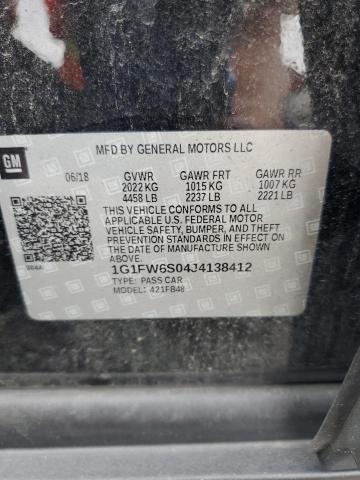 GM
MFD BY GENERAL MOTORS LLC
06/18 GVWR GAWR FRT GAWR RR
2022 KG 1015 KG 1007 KG
4458 LB 2237 LB 2221 LB
THIS VEHICLE CONFORMS TO ALL
APPLICABLE U.S. FEDERAL MOTOR
VEHICLE SAFETY, BUMPER, AND THEFT
PREVENTION STANDARDS IN EFFECT
ON THE DATE OF MANUFACTURE SHOWN
ABOVE.
1G1FW6S04J4138412
TYPE: PASS CAR
MODEL: 421FB48